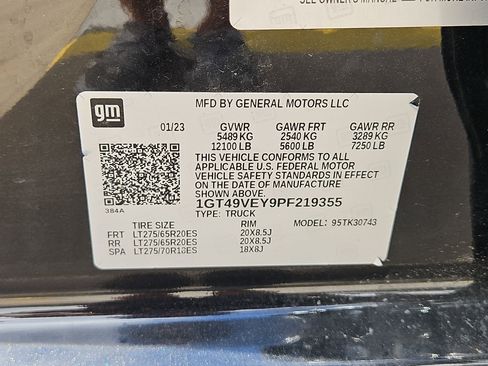 SEE OWNER'S MANUAL
gm
MFD BY GENERAL MOTORS LLC
01/23 GVWR GAWR FRT GAWR RR
5489 KG 2540 KG 3289 KG
12100 LB 5600 LB 7250 LB
THIS VEHICLE CONFORMS TO ALL
APPLICABLE U.S. FEDERAL MOTOR
VEHICLE SAFETY STANDARDS IN EFFECT
ON THE DATE OF MANUFACTURE
SHOWN ABOVE.
1GT49VEY9PF219355
TYPE: TRUCK
384A
MODEL: 95TK30743
TIRE SIZE RIM
FRT LT275/65R20ES 20X8.5J
RR LT275/65R20ES 20X8.5J
SPA LT275/70R18ES 18X8J